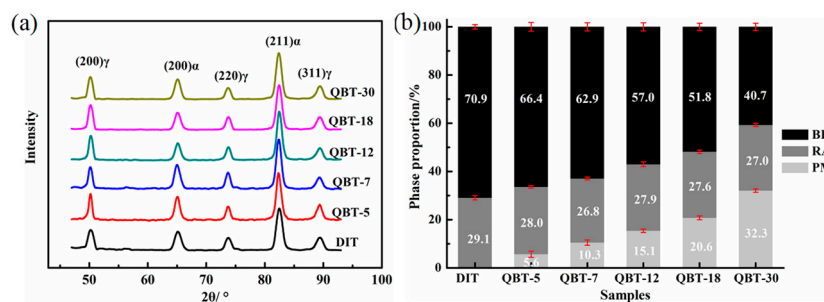 (a)
(200)γ
(200)α
(220)γ
(211)α
(311)γ
QBT-30
QBT-18
QBT-12
QBT-7
QBT-5
DIT
Intensity
50 60 70 80 90 100
2θ/ °
(b)
Phase proportion/%
100
80
60
40
20
0
70.9 66.4 62.9 57.0 51.8 40.7
29.1 28.0 26.8 27.9 27.6 27.0
5.6 10.3 15.1 20.6 32.3
DIT QBT-5 QBT-7 QBT-12 QBT-18 QBT-30
Samples